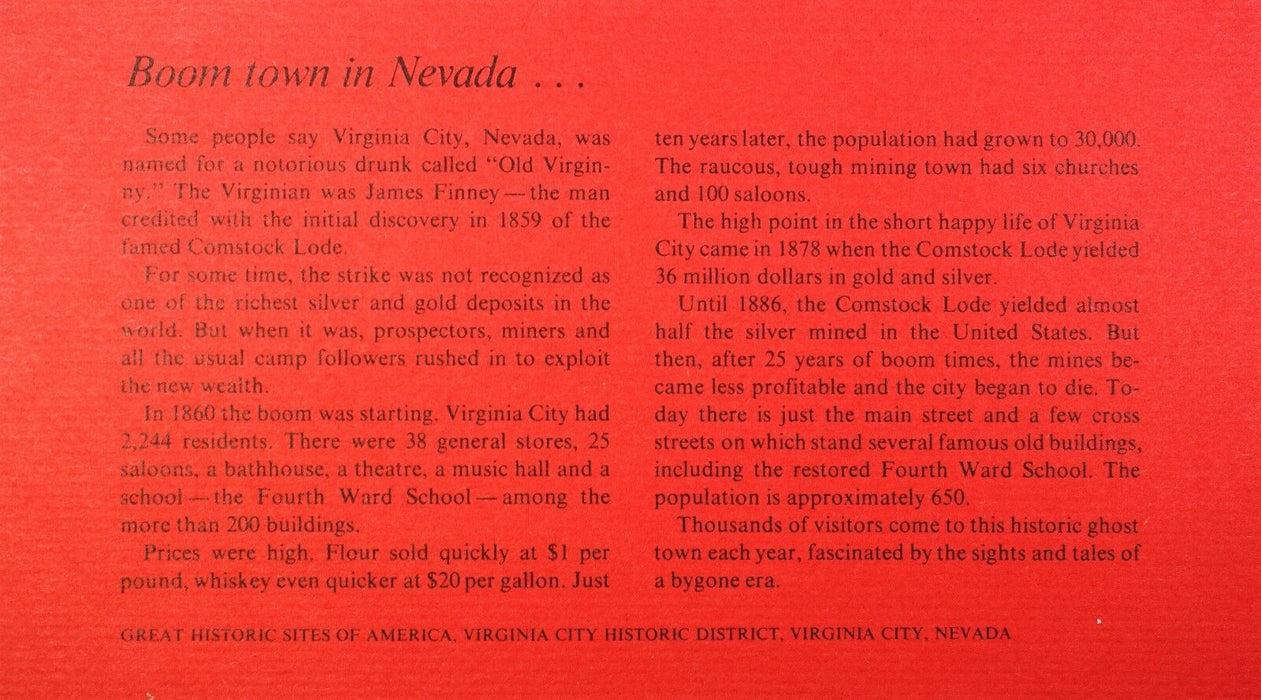 Boom town in Nevada . . .
Some people say Virginia City, Nevada, was
named for a notorious drunk called “Old Virgin-
ny.” The Virginian was James Finney — the man
credited with the initial discovery in 1859 of the
famed Comstock Lode.
For some time, the strike was not recognized as
one of the richest silver and gold deposits in the
world. But when it was, prospectors, miners and
all the usual camp followers rushed in to exploit
the new wealth.
In 1860 the boom was starting. Virginia City had
2,244 residents. There were 38 general stores, 25
saloons, a bathhouse, a theatre, a music hall and a
school — the Fourth Ward School — among the
more than 200 buildings.
Prices were high. Flour sold quickly at $1 per
pound, whiskey even quicker at $20 per gallon. Just
ten years later, the population had grown to 30,000.
The raucous, tough mining town had six churches
and 100 saloons.
The high point in the short happy life of Virginia
City came in 1878 when the Comstock Lode yielded
36 million dollars in gold and silver.
Until 1886, the Comstock Lode yielded almost
half the silver mined in the United States. But
then, after 25 years of boom times, the mines be-
came less profitable and the city began to die. To-
day there is just the main street and a few cross
streets on which stand several famous old buildings,
including the restored Fourth Ward School. The
population is approximately 650.
Thousands of visitors come to this historic ghost
town each year, fascinated by the sights and tales of
a bygone era.
GREAT HISTORIC SITES OF AMERICA, VIRGINIA CITY HISTORIC DISTRICT, VIRGINIA CITY, NEVADA